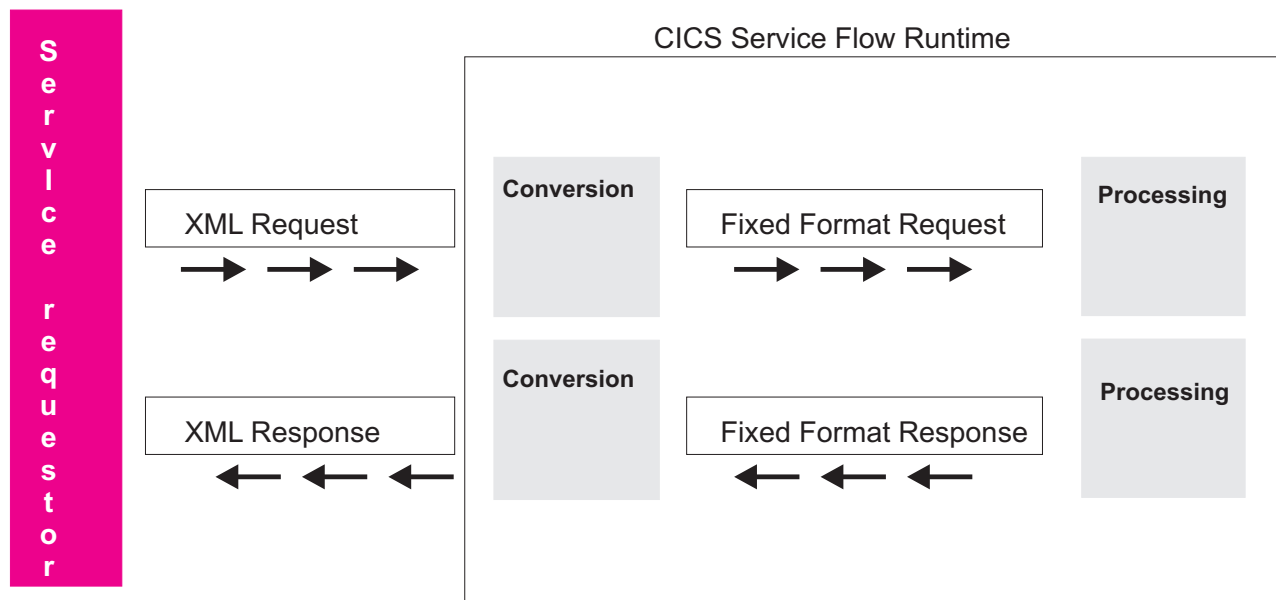 CICS Service Flow Runtime
ServIce requestor
XML Request
Conversion
Fixed Format Request
Processing
XML Response
Conversion
Fixed Format Response
Processing